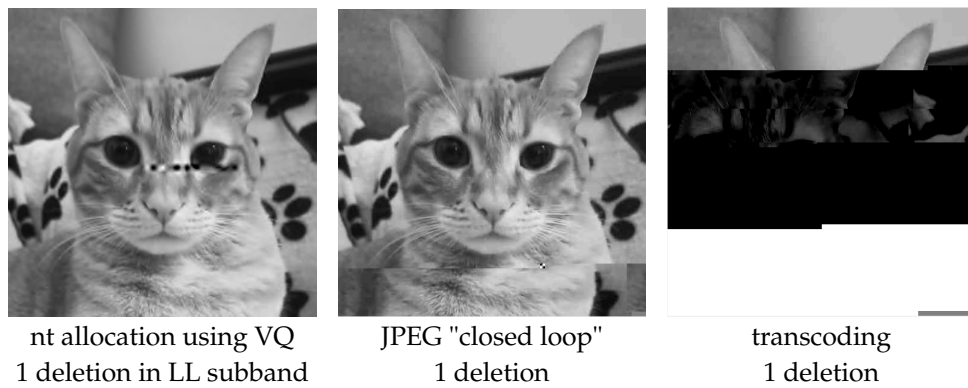 nt allocation using VQ
1 deletion in LL subband
JPEG "closed loop"
1 deletion
transcoding
1 deletion